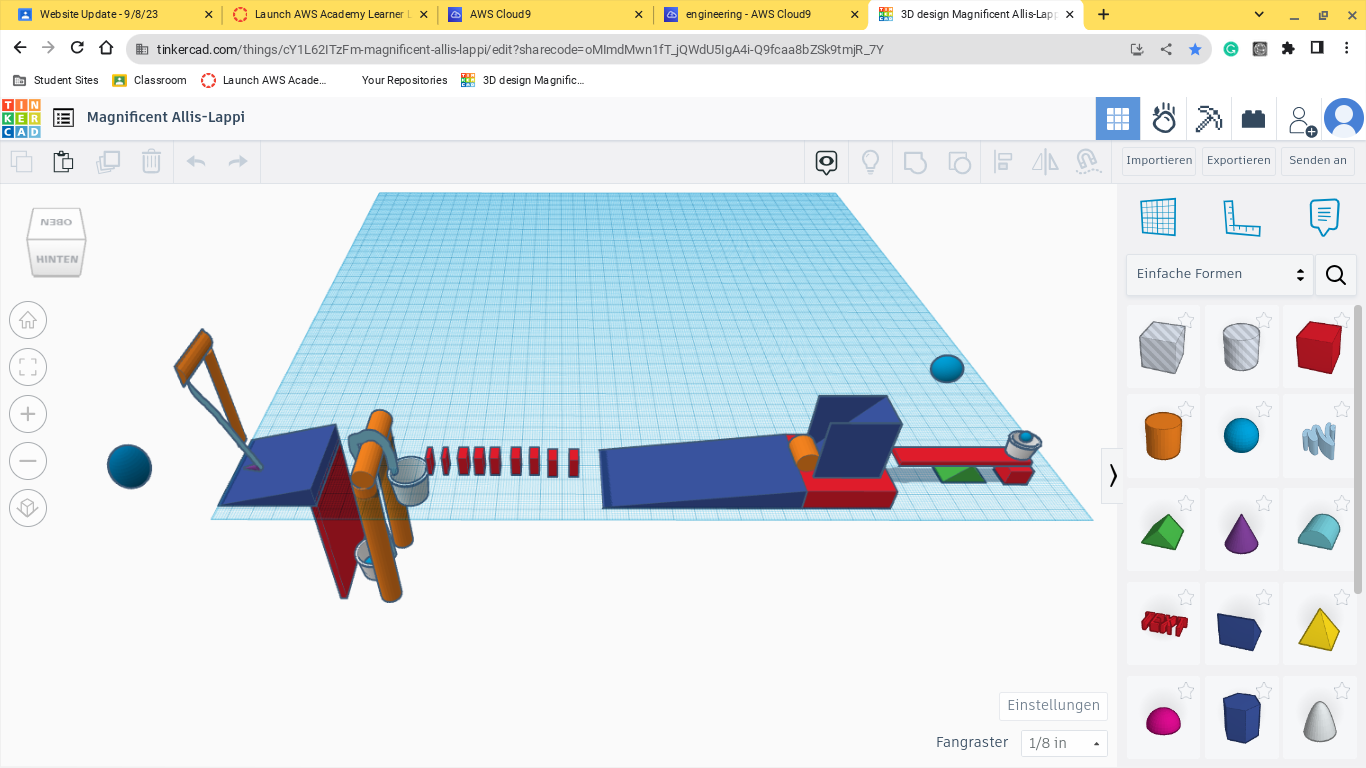 Website Update - 9/8/23
Launch AWS Academy Learner L
AWS Cloud9
engineering - AWS Cloud9
3D design Magnificent Allis-Lapp
tinkercad.com/things/cY1L62ITzFm-magnificent-allis-lappi/edit?sharecode=oMImdMwn1fT_jQWdU5IgA4i-Q9fcaa8bZSk9tmjR_7Y
Student Sites
Classroom
Launch AWS Acade...
Your Repositories
3D design Magnific...
TIN
KER
CAD
Magnificent Allis-Lappi
Importieren
Exportieren
Senden an
OBEN
HINTEN
Einfache Formen
TEXT
Einstellungen
Fangraster
1/8 in